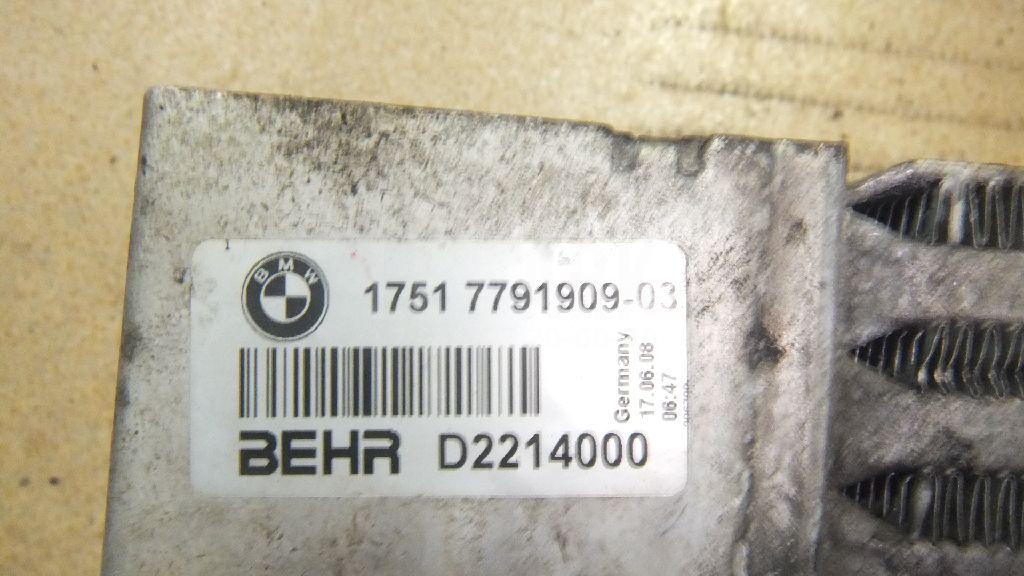 BMW
1751 7791909-03
Germany
17.06.08
06:47
BEHR D2214000